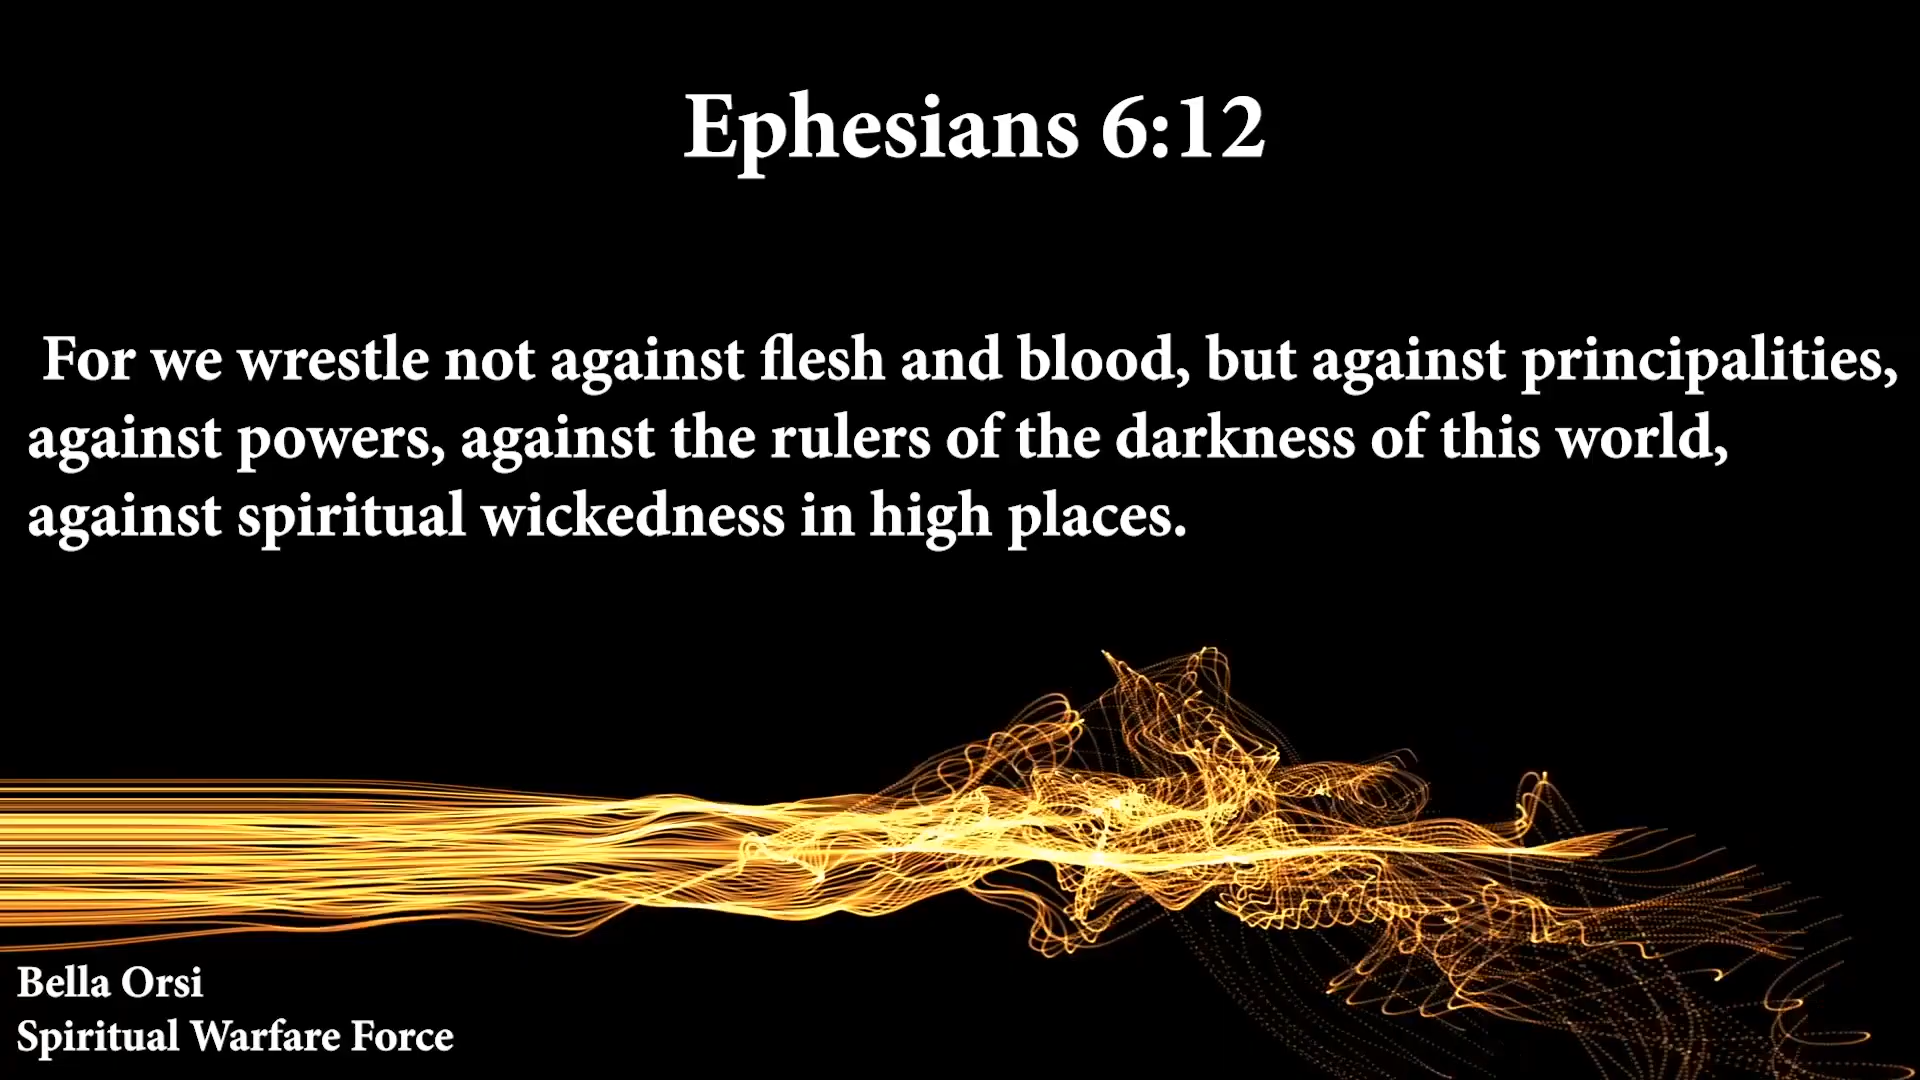 Ephesians 6:12
For we wrestle not against flesh and blood, but against principalities,
against powers, against the rulers of the darkness of this world,
against spiritual wickedness in high places.
Bella Orsi
Spiritual Warfare Force